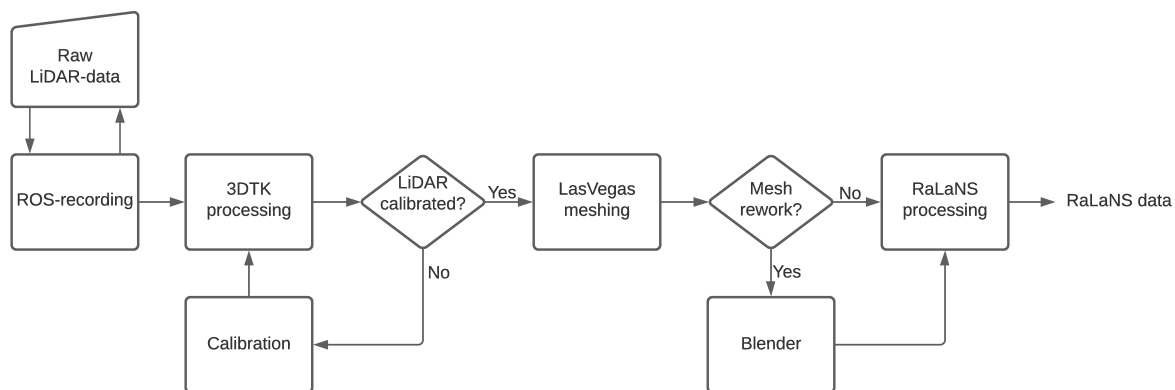 Raw
LiDAR-data
ROS-recording
3DTK
processing
LiDAR
calibrated?
Yes
LasVegas
meshing
Mesh
rework?
No
RaLaNS
processing
RaLaNS data
No
Yes
Calibration
Blender